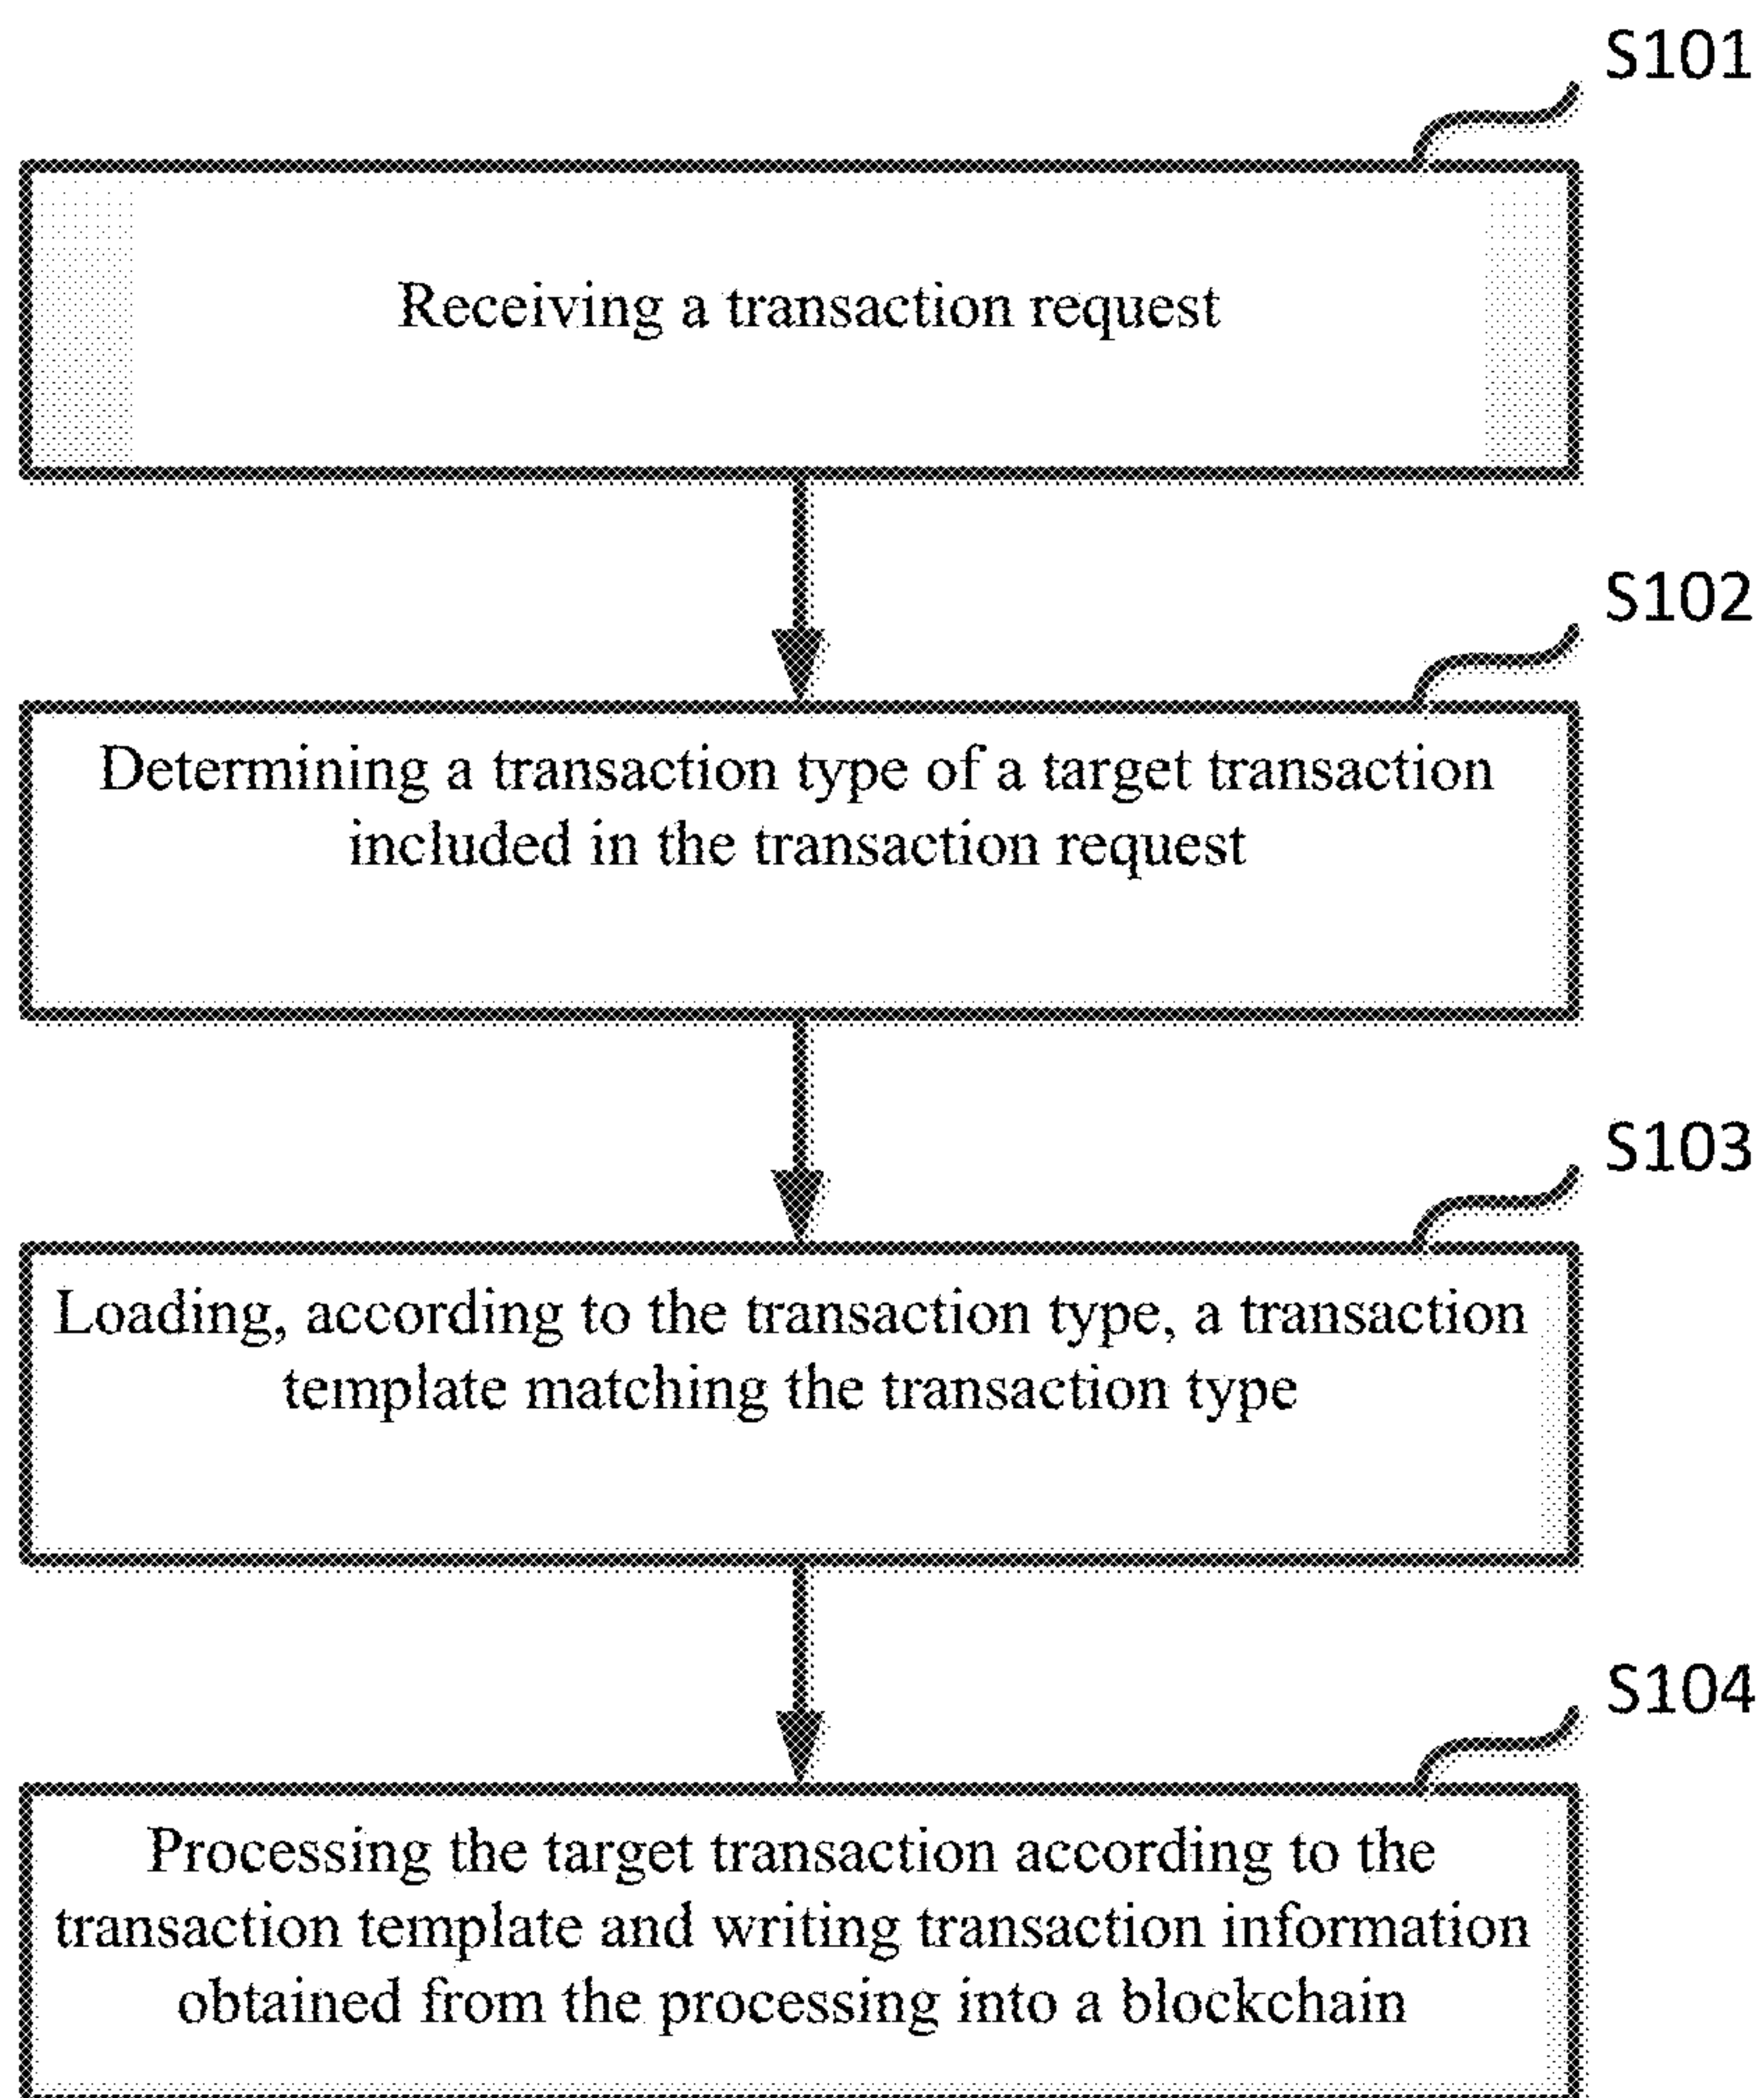 S101
Receiving a transaction request
S102
Determining a transaction type of a target transaction
included in the transaction request
S103
Loading, according to the transaction type, a transaction
template matching the transaction type
S104
Processing the target transaction according to the
transaction template and writing transaction information
obtained from the processing into a blockchain